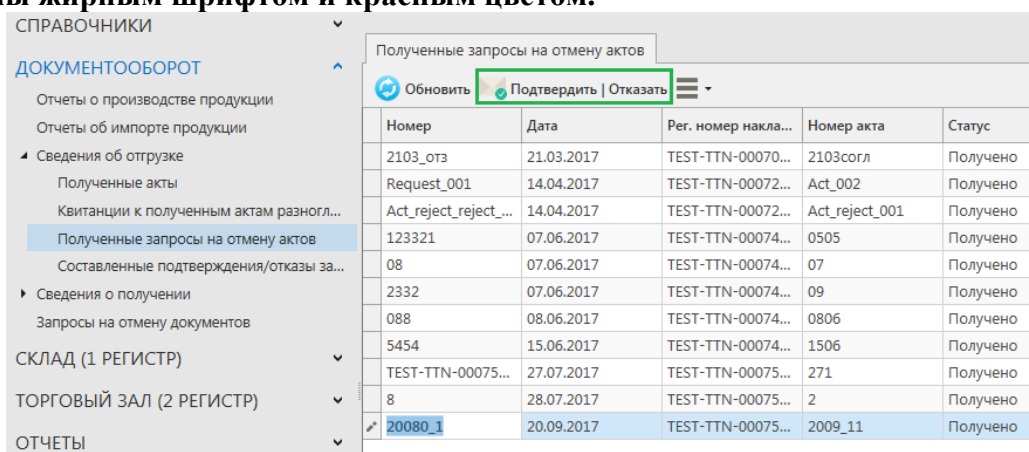 ны жирным шрифтом и красным цветом.
СПРАВОЧНИКИ
ДОКУМЕНТООБОРОТ
Отчеты о производстве продукции
Отчеты об импорте продукции
Сведения об отгрузке
Полученные акты
Квитанции к полученным актам разногл...
Полученные запросы на отмену актов
Составленные подтверждения/отказы за...
Сведения о получении
Запросы на отмену документов
СКЛАД (1 РЕГИСТР)
ТОРГОВЫЙ ЗАЛ (2 РЕГИСТР)
ОТЧЕТЫ
Полученные запросы на отмену актов
Обновить Подтвердить | Отказать
Номер Дата Рег. номер накла... Номер акта Статус
2103_отз 21.03.2017 TEST-TTN-00070... 2103согл Получено
Request_001 14.04.2017 TEST-TTN-00072... Act_002 Получено
Act_reject_reject_... 14.04.2017 TEST-TTN-00072... Act_reject_001 Получено
123321 07.06.2017 TEST-TTN-00074... 0505 Получено
08 07.06.2017 TEST-TTN-00074... 07 Получено
2332 07.06.2017 TEST-TTN-00074... 09 Получено
088 08.06.2017 TEST-TTN-00074... 0806 Получено
5454 15.06.2017 TEST-TTN-00074... 1506 Получено
TEST-TTN-00075... 27.07.2017 TEST-TTN-00075... 271 Получено
8 28.07.2017 TEST-TTN-00075... 2 Получено
20080_1 20.09.2017 TEST-TTN-00075... 2009_11 Получено